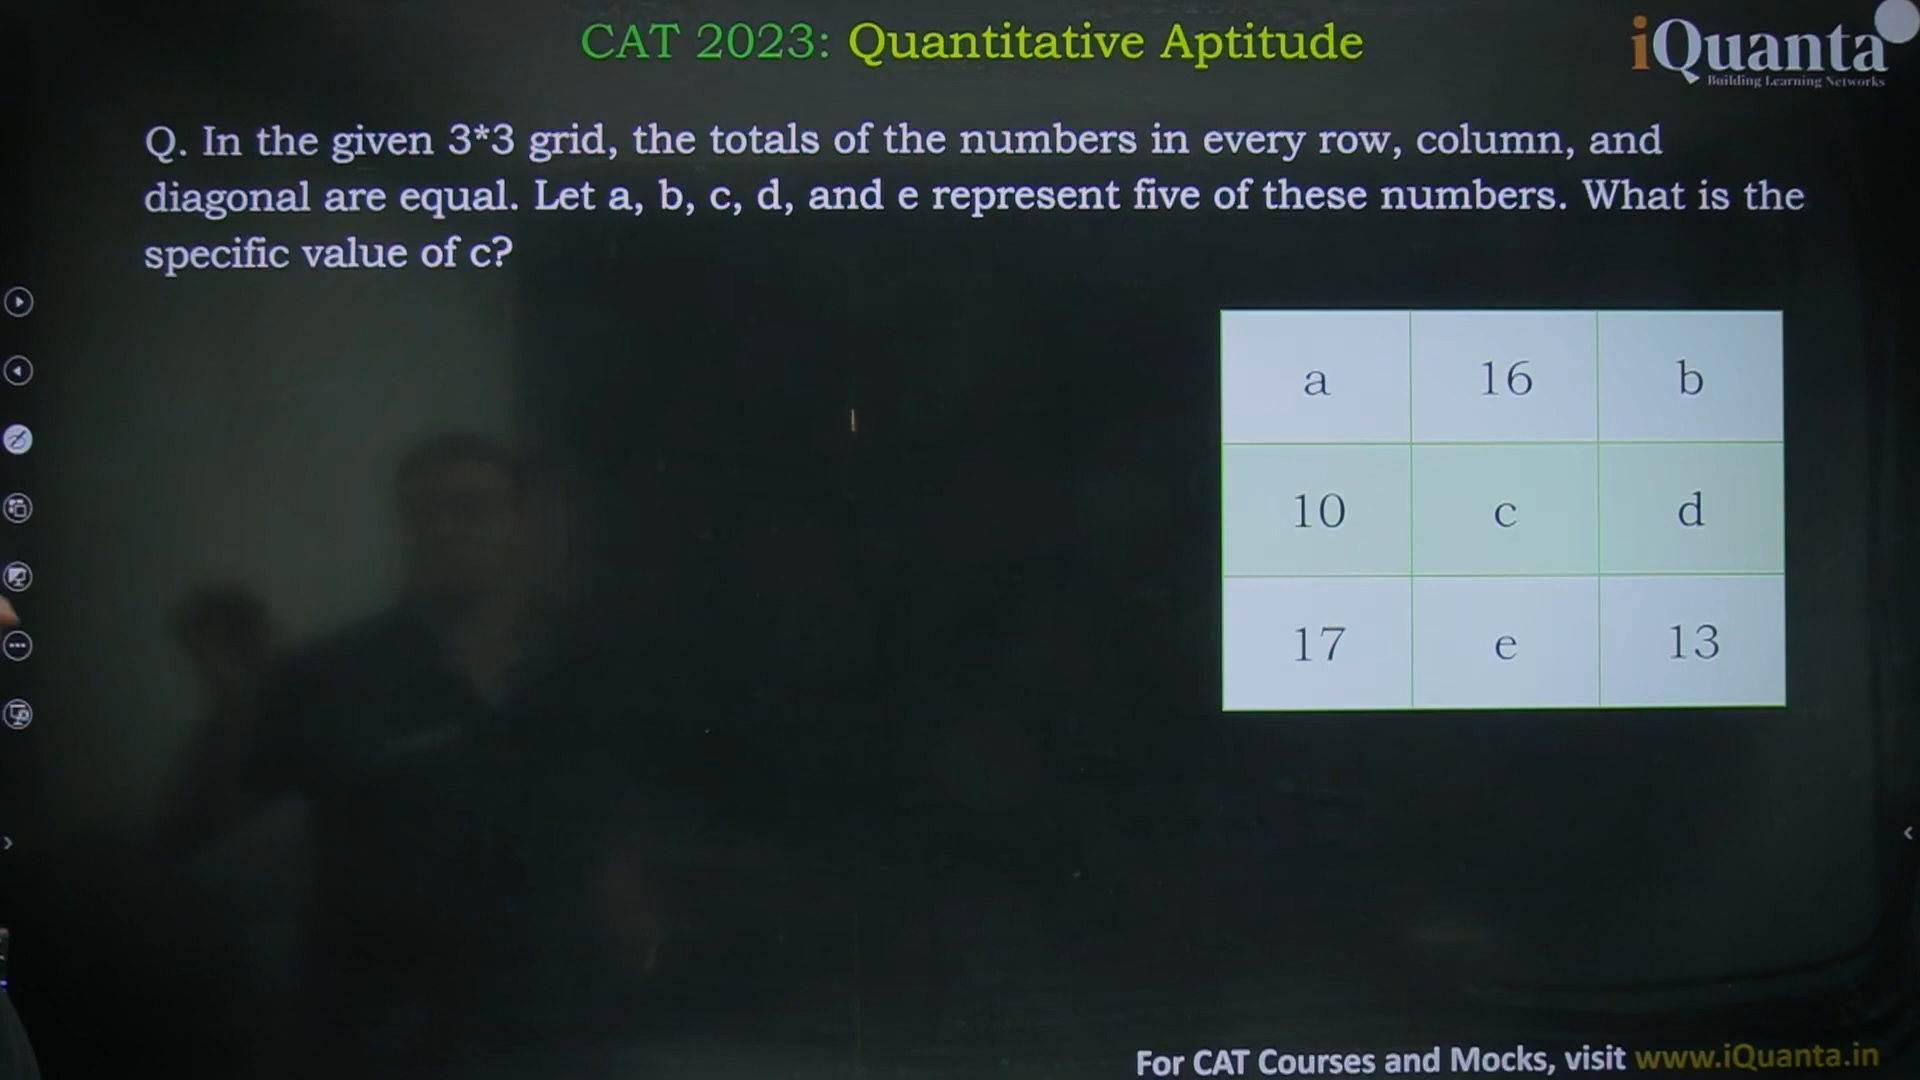 CAT 2023: Quantitative Aptitude
iQuanta
Building Learning Networks
Q. In the given 3*3 grid, the totals of the numbers in every row, column, and
diagonal are equal. Let a, b, c, d, and e represent five of these numbers. What is the
specific value of c?
a 16 b
10 c d
17 e 13
For CAT Courses and Mocks, visit www.iQuanta.in